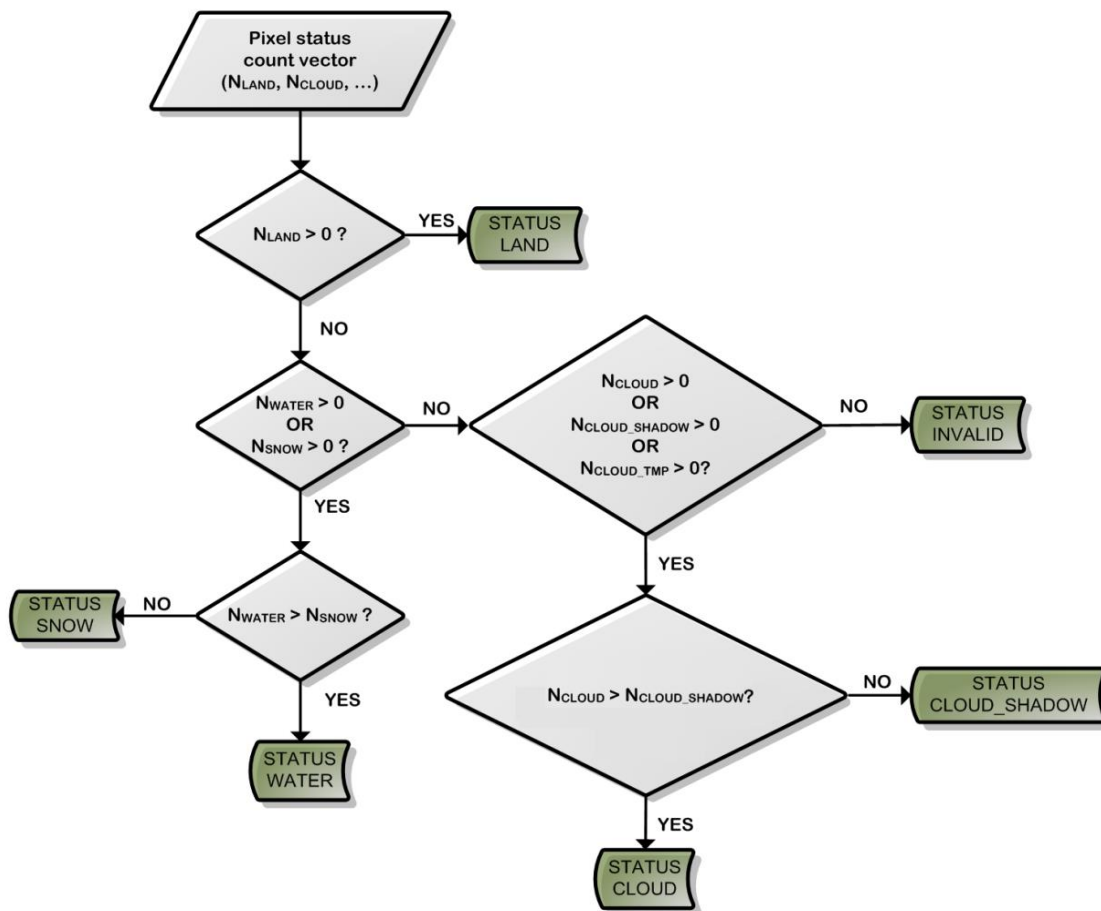 Pixel status
count vector
(NLAND, NCLOUD, …)
NLAND > 0 ?
YES
STATUS
LAND
NO
NWATER > 0
OR
NSNOW > 0 ?
NO
NCLOUD > 0
OR
NCLOUD_SHADOW > 0
OR
NCLOUD_TMP > 0?
NO
STATUS
INVALID
YES
YES
NWATER > NSNOW ?
NO
STATUS
SNOW
YES
STATUS
WATER
NCLOUD > NCLOUD_SHADOW?
NO
STATUS
CLOUD_SHADOW
YES
STATUS
CLOUD